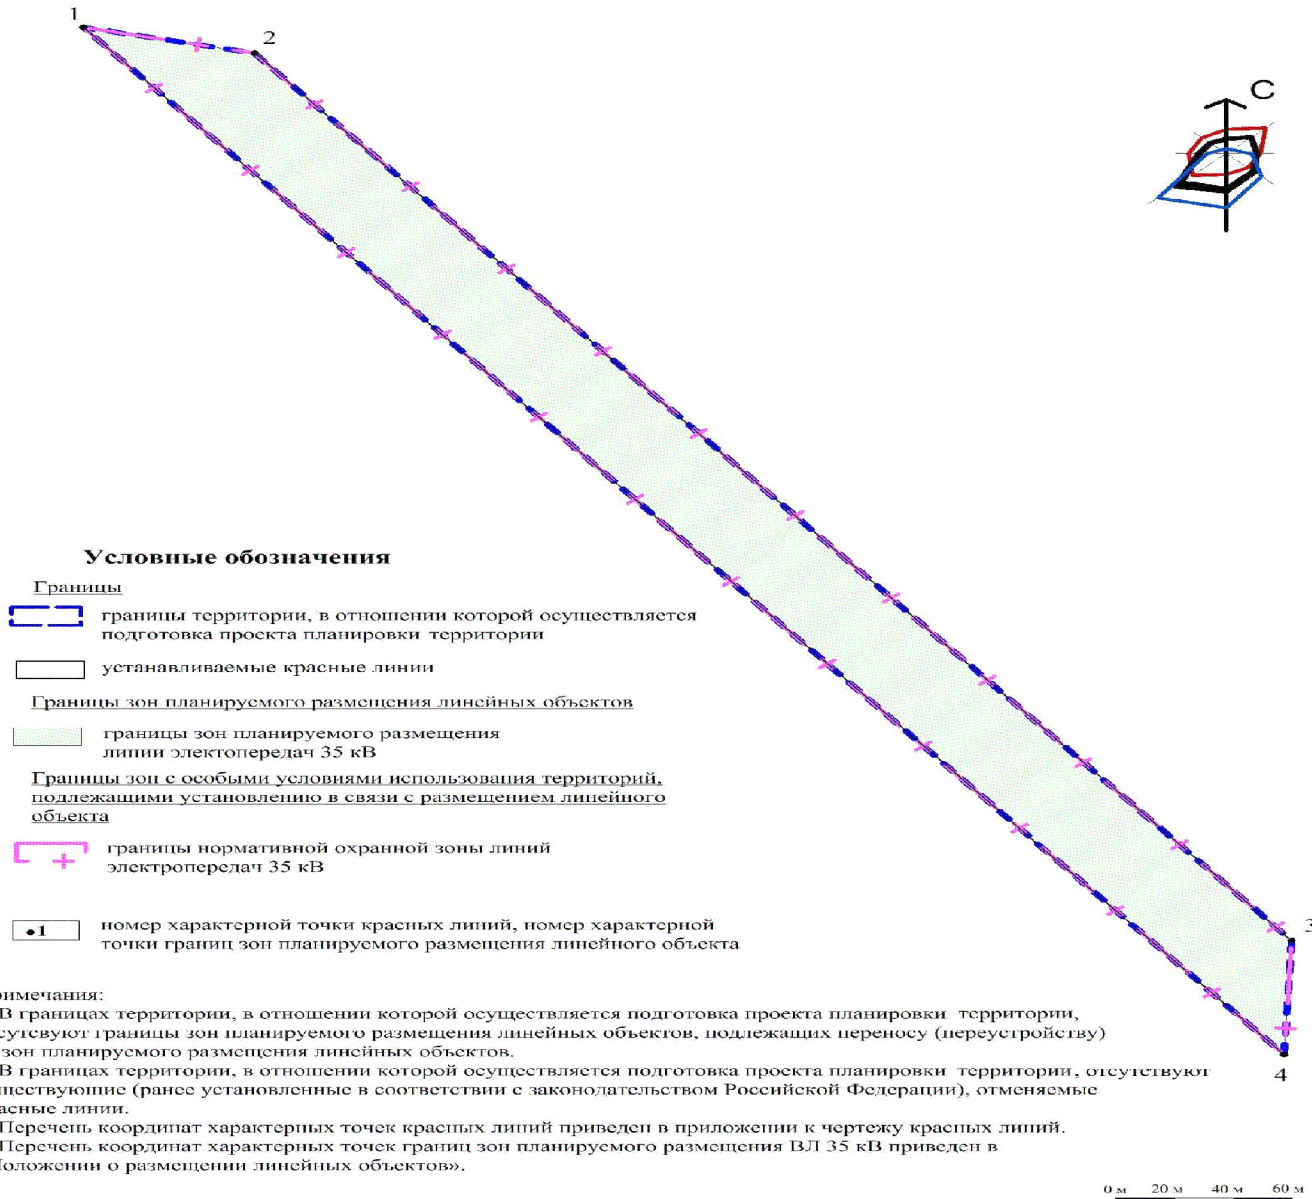 1
2
С
Условные обозначения
Границы
границы территории, в отношении которой осуществляется
подготовка проекта планировки территории
устанавливаемые красные линии
Границы зон планируемого размещения линейных объектов
границы зон планируемого размещения
линии электопередач 35 кВ
Границы зон с особыми условиями использования территорий,
подлежащими установлению в связи с размещением линейного
объекта
границы нормативной охранной зоны линий
электропередач 35 кВ
•1
номер характерной точки красных линий, номер характерной
точки границ зон планируемого размещения линейного объекта
3
4
римечания:
В границах территории, в отношении которой осуществляется подготовка проекта планировки территории,
сутсвуют границы зон планируемого размещения линейных объектов, подлежащих переносу (переустройству)
зон планируемого размещения линейных объектов.
В границах территории, в отношении которой осуществляется подготовка проекта планировки территории, отсутствуют
ществующие (ранее установленные в соответствии с законодательством Российской Федерации), отменяемые
асные линии.
Перечень координат характерных точек красных линий приведен в приложении к чертежу красных линий.
Перечень координат характерных точек границ зон планируемого размещения ВЛ 35 кВ приведен в
Положении о размещении линейных объектов».
0 м 20 м 40 м 60 м